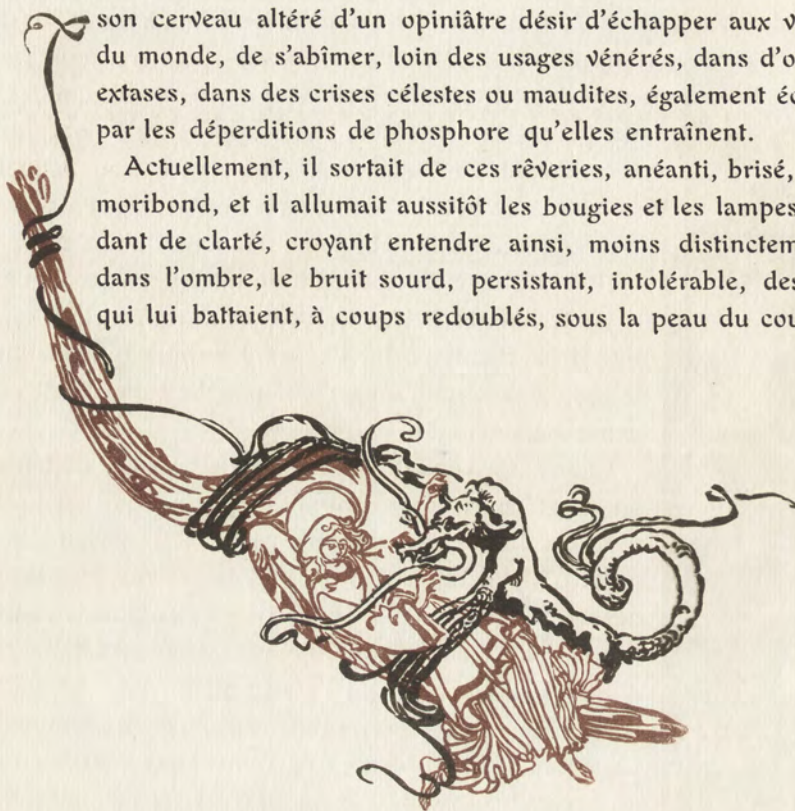 son cerveau altéré d'un opiniâtre désir d'échapper aux v
du monde, de s'abîmer, loin des usages vénérés, dans d'o
extases, dans des crises célestes ou maudites, également éc
par les déperditions de phosphore qu'elles entraînent.
Actuellement, il sortait de ces rêveries, anéanti, brisé,
moribond, et il allumait aussitôt les bougies et les lampes
dant de clarté, croyant entendre ainsi, moins distinctem
dans l'ombre, le bruit sourd, persistant, intolérable, des
qui lui battaient, à coups redoublés, sous la peau du cou